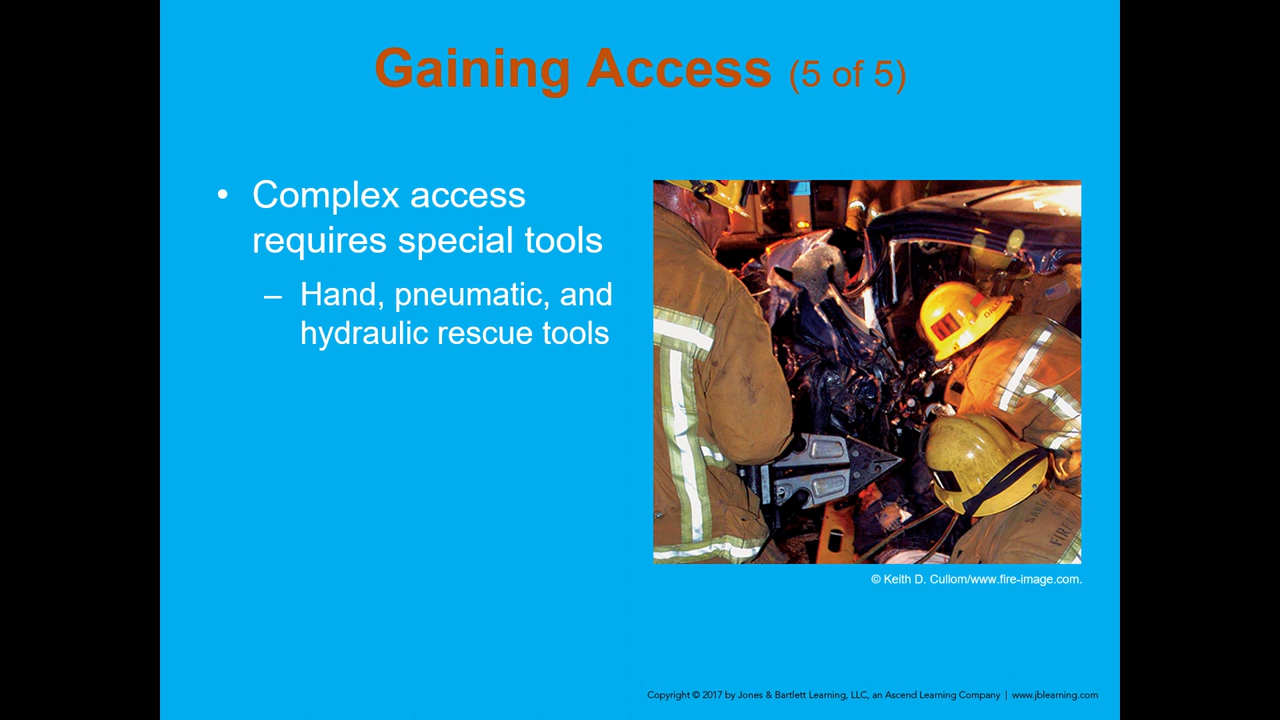 Gaining Access (5 of 5)
• Complex access
requires special tools
– Hand, pneumatic, and
hydraulic rescue tools
© Keith D. Cullom/www.fire-image.com.
Copyright © 2017 by Jones & Bartlett Learning, LLC, an Ascend Learning Company | www.jblearning.com